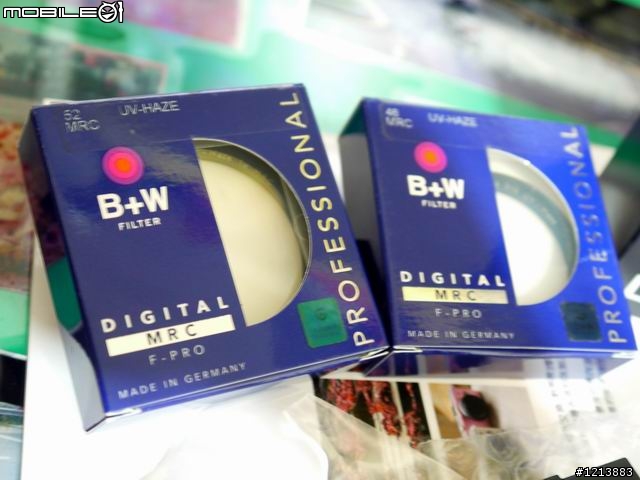 MOBILE01
52 UV-HAZE
MRC
B+W
FILTER
DIGITAL
MRC
F-PRO
MADE IN GERMANY
PROFESSIONAL
46 UV-HAZE
MRC
B+W
FILTER
DIGITAL
MRC
F-PRO
MADE IN GERMANY
PROFESSIONAL
#1213883